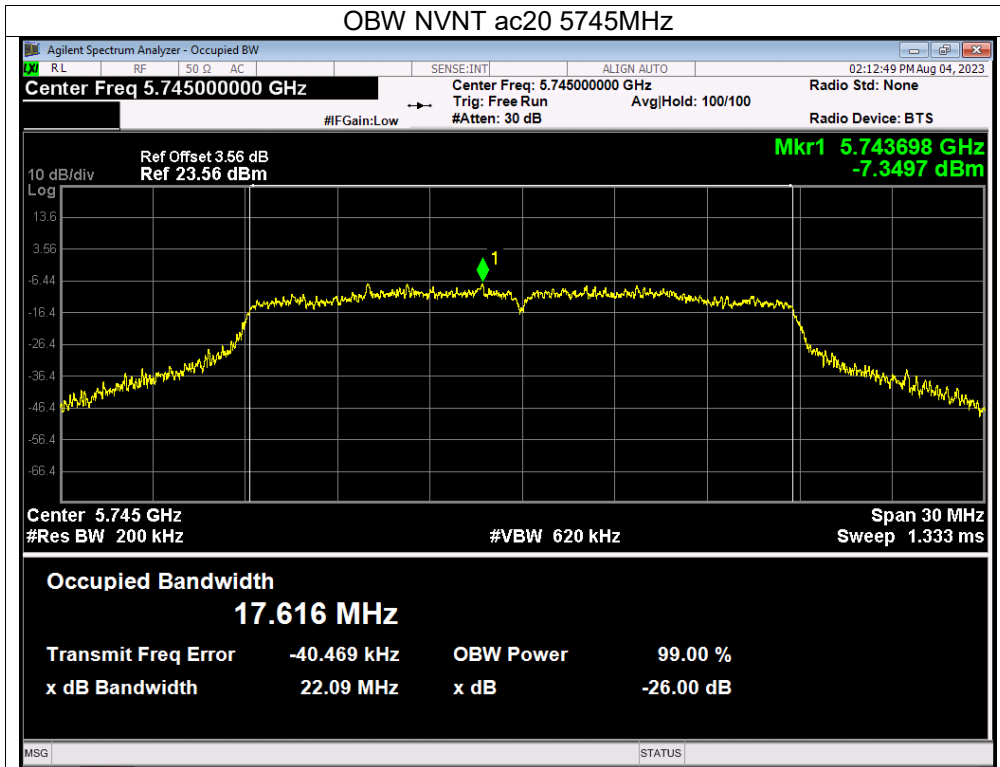 OBW NVNT ac20 5745MHz
Agilent Spectrum Analyzer - Occupied BW
LXI RL RF 50 Ω AC SENSE:INT ALIGN AUTO 02:12:49 PM Aug 04, 2023
Center Freq 5.745000000 GHz Center Freq: 5.745000000 GHz Radio Std: None
Trig: Free Run Avg|Hold: 100/100
#IFGain:Low #Atten: 30 dB Radio Device: BTS
Mkr1 5.743698 GHz
-7.3497 dBm
Ref Offset 3.56 dB
10 dB/div Ref 23.56 dBm
Log
13.6
3.56
1
-6.44
-16.4
-26.4
-36.4
-46.4
-56.4
-66.4
Center 5.745 GHz Span 30 MHz
#Res BW 200 kHz #VBW 620 kHz Sweep 1.333 ms
Occupied Bandwidth
17.616 MHz
Transmit Freq Error -40.469 kHz OBW Power 99.00 %
x dB Bandwidth 22.09 MHz x dB -26.00 dB
MSG STATUS